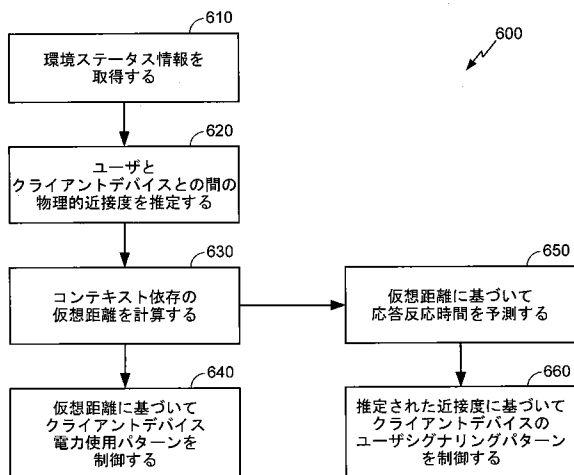 610
環境ステータス情報を
取得する
600
620
ユーザと
クライアントデバイスとの間の
物理的近接度を推定する
630
コンテキスト依存の
仮想距離を計算する
650
仮想距離に基づいて
応答反応時間を予測する
640
仮想距離に基づいて
クライアントデバイス
電力使用パターンを
制御する
660
推定された近接度に基づいて
クライアントデバイスの
ユーザシグナリングパターン
を制御する